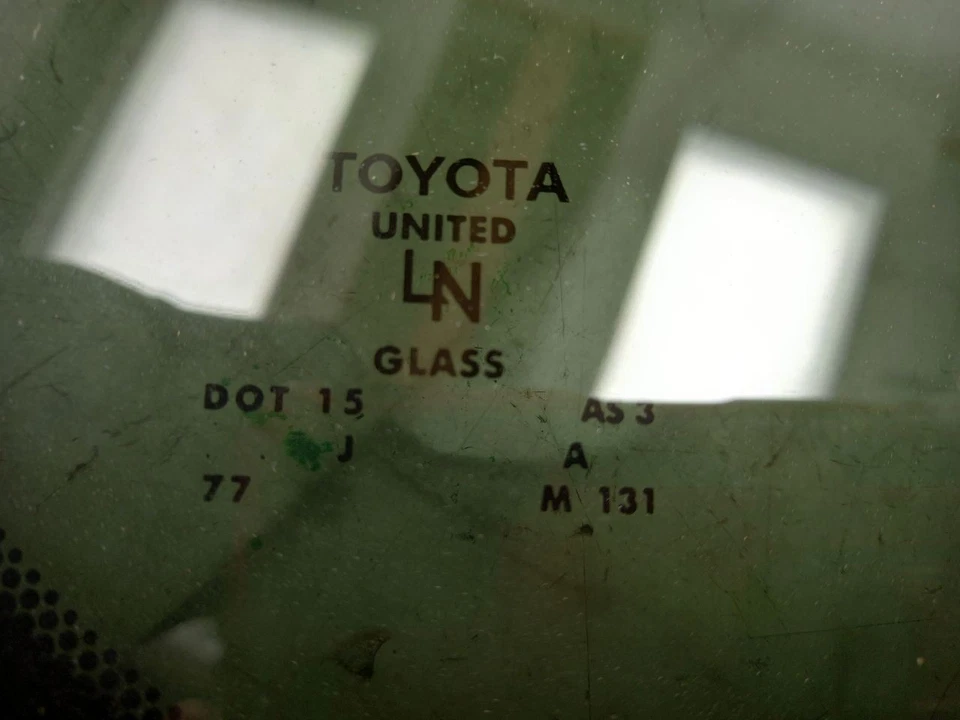 TOYOTA
UNITED
LN
GLASS
DOT 15 AS 3
J A
77 M 131